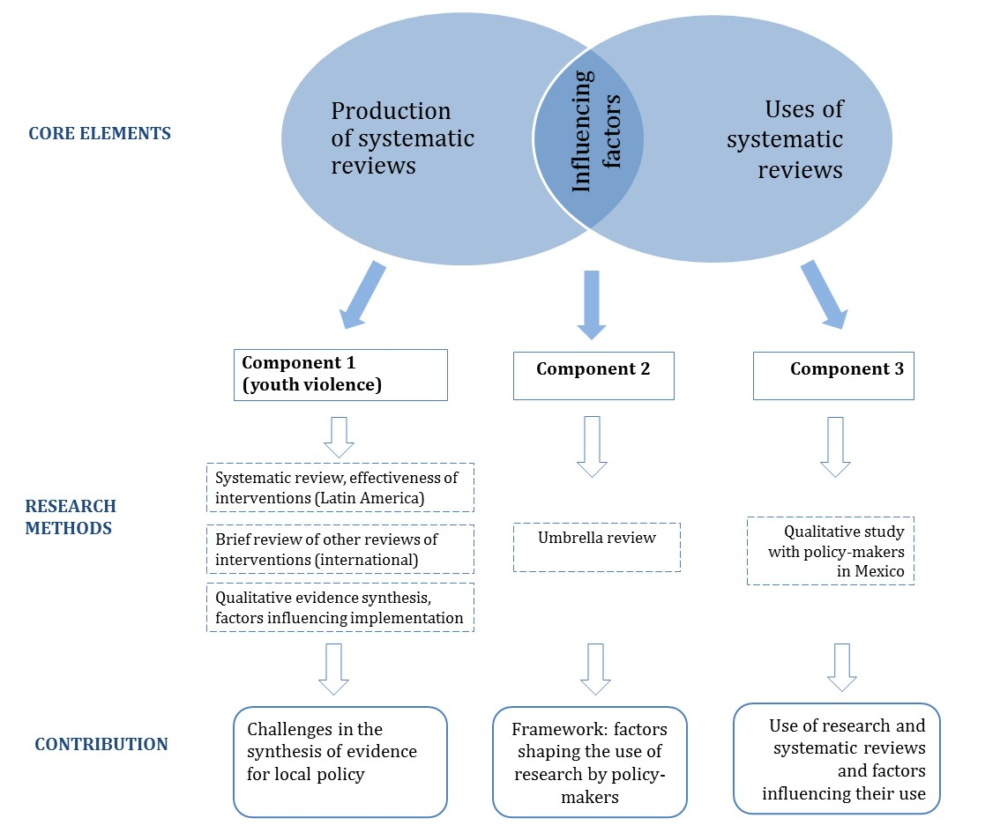 CORE ELEMENTS
Production
of systematic
reviews
Influencing
factors
Uses of
systematic
reviews
Component 1
(youth violence)
Component 2
Component 3
RESEARCH
METHODS
Systematic review, effectiveness of
interventions (Latin America)
Brief review of other reviews of
interventions (international)
Qualitative evidence synthesis,
factors influencing implementation
Umbrella review
Qualitative study
with policy-makers
in Mexico
CONTRIBUTION
Challenges in the
synthesis of evidence
for local policy
Framework: factors
shaping the use of
research by policy-
makers
Use of research and
systematic reviews
and factors
influencing their use